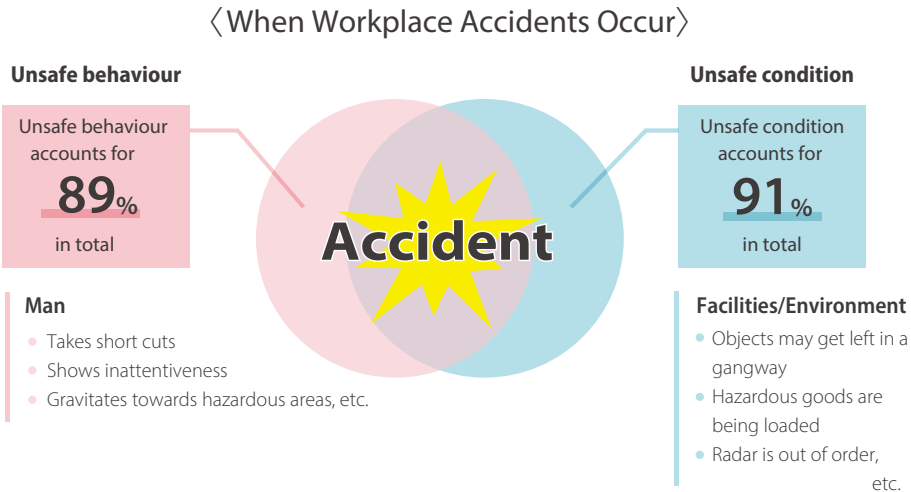 〈When Workplace Accidents Occur〉
Unsafe behaviour
Unsafe behaviour
accounts for
89%
in total
Man
Takes short cuts
Shows inattentiveness
Gravitates towards hazardous areas, etc.
Accident
Unsafe condition
Unsafe condition
accounts for
91%
in total
Facilities/Environment
Objects may get left in a
gangway
Hazardous goods are
being loaded
Radar is out of order,
etc.